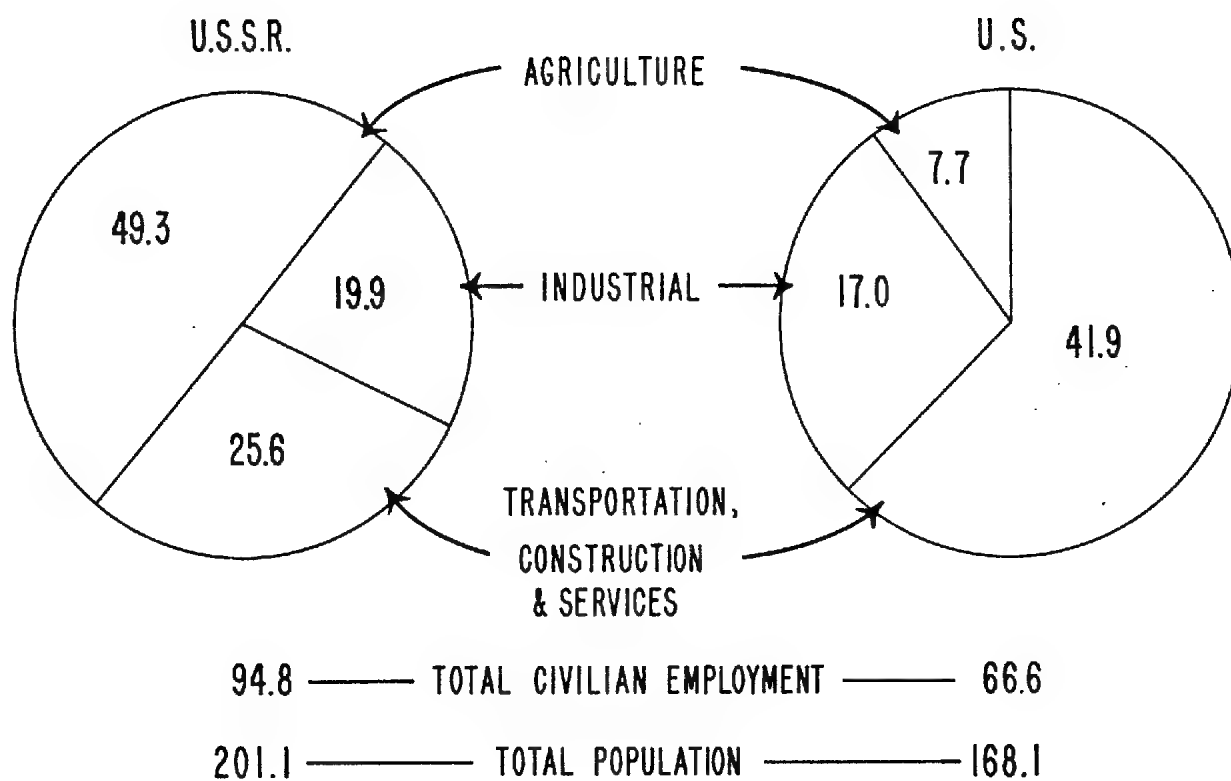 U.S.S.R.
U.S.
AGRICULTURE
7.7
49.3
19.9
INDUSTRIAL
17.0
41.9
25.6
TRANSPORTATION,
CONSTRUCTION
& SERVICES
94.8 TOTAL CIVILIAN EMPLOYMENT 66.6
201.1 TOTAL POPULATION 168.1